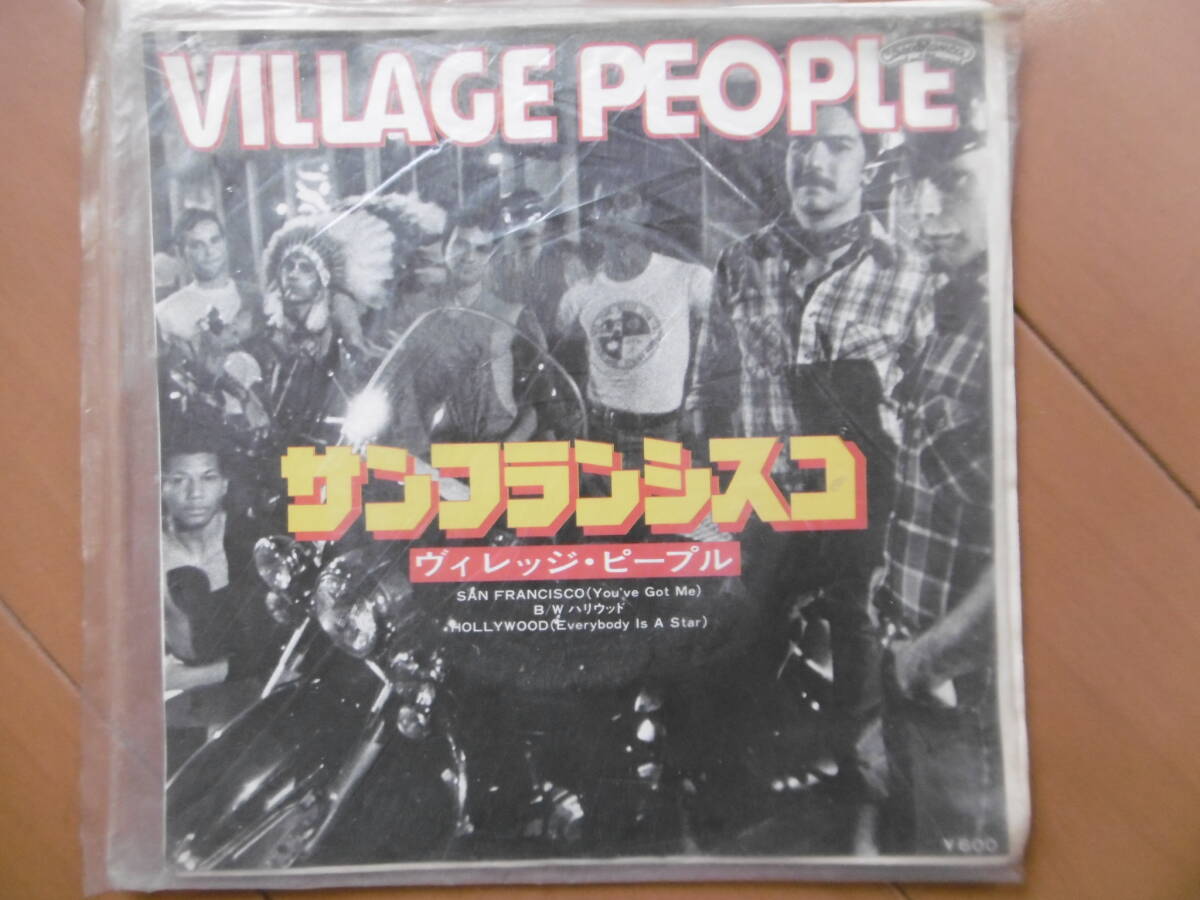 VILLAGE PEOPLE
サンフランシスコ
ヴィレッジ・ピープル
SAN FRANCISCO(You've Got Me)
B/W ハリウッド
HOLLYWOOD(Everybody Is A Star)
¥600